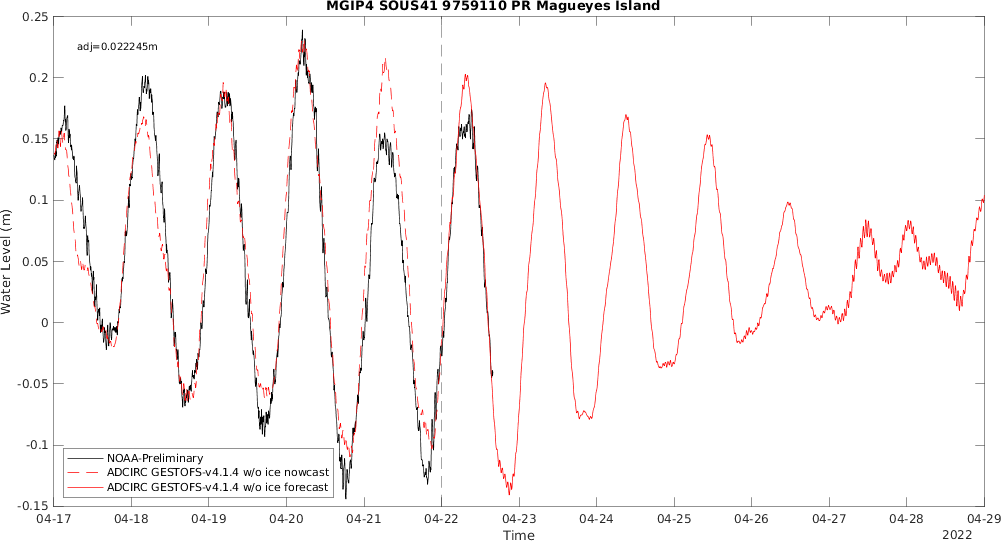 MGIP4 SOUS41 9759110 PR Magueyes Island
0.25
adj=0.022245m
0.2
0.15
0.1
0.05
0
-0.05
-0.1
-0.15
Water Level (m)
NOAA-Preliminary
ADCIRC GESTOFS-v4.1.4 w/o ice nowcast
ADCIRC GESTOFS-v4.1.4 w/o ice forecast
04-17 04-18 04-19 04-20 04-21 04-22 04-23 04-24 04-25 04-26 04-27 04-28 04-29
Time
2022